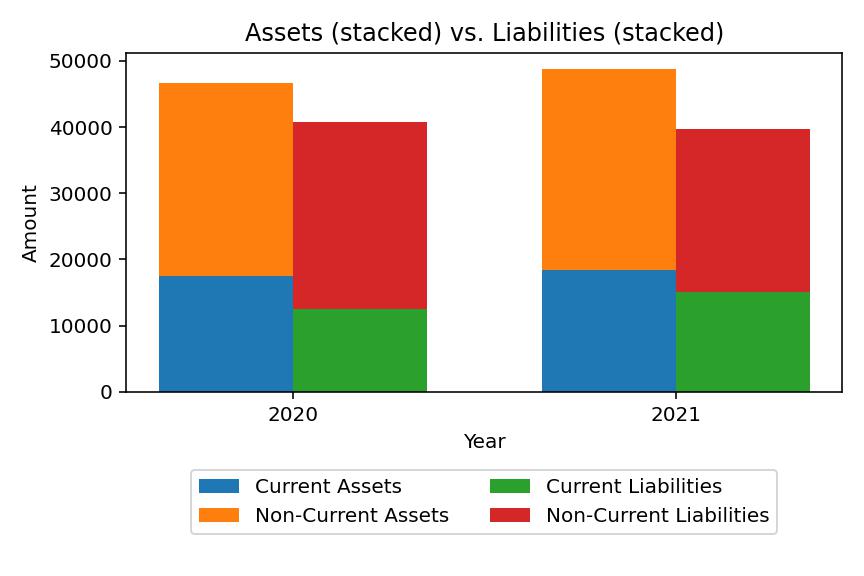 Assets (stacked) vs. Liabilities (stacked)
50000
40000
30000
20000
10000
0
Amount
2020 2021
Year
Current Assets Current Liabilities
Non-Current Assets Non-Current Liabilities